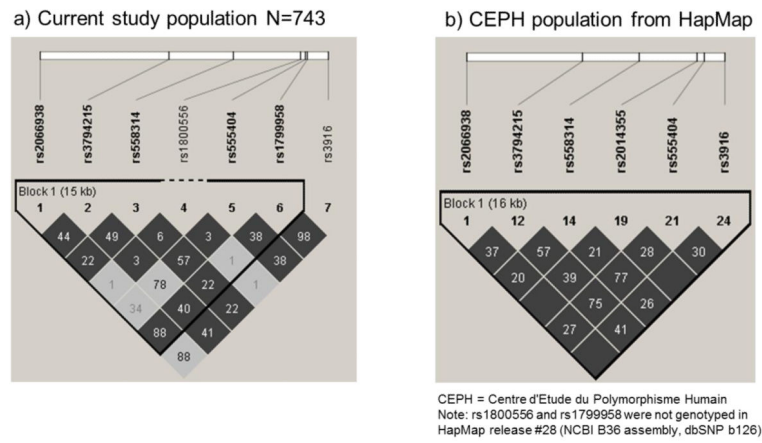 a) Current study population N=743
rs2066938
rs3794215
rs558314
rs1800556
rs555404
rs1799958
rs3916
Block 1 (15 kb)
1 2 3 4 5 6 7
44 49 6 3 38 98
22 3 57 1 38
1 78 22 1
34 40 22
88 41
88
b) CEPH population from HapMap
rs2066938
rs3794215
rs558314
rs2014355
rs555404
rs3916
Block 1 (16 kb)
1 12 14 19 21 24
37 57 21 28 30
20 39 77
75 26
27 41
CEPH = Centre d'Etude du Polymorphisme Humain
Note: rs1800556 and rs1799958 were not genotyped in
HapMap release #28 (NCBI B36 assembly, dbSNP b126)